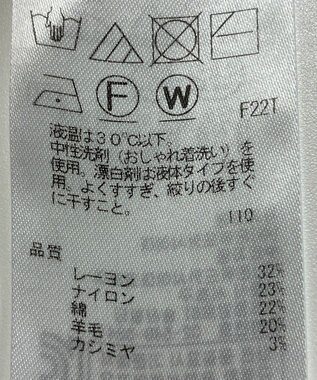 F W F22T
液温は30℃以下、
中性洗剤（おしゃれ着洗い）を
使用。漂白剤は液体タイプを使
用。よくすすぎ、絞りの後すぐ
に干すこと。
110
品質
レーヨン 32%
ナイロン 23%
綿 22%
羊毛 20%
カシミヤ 3%